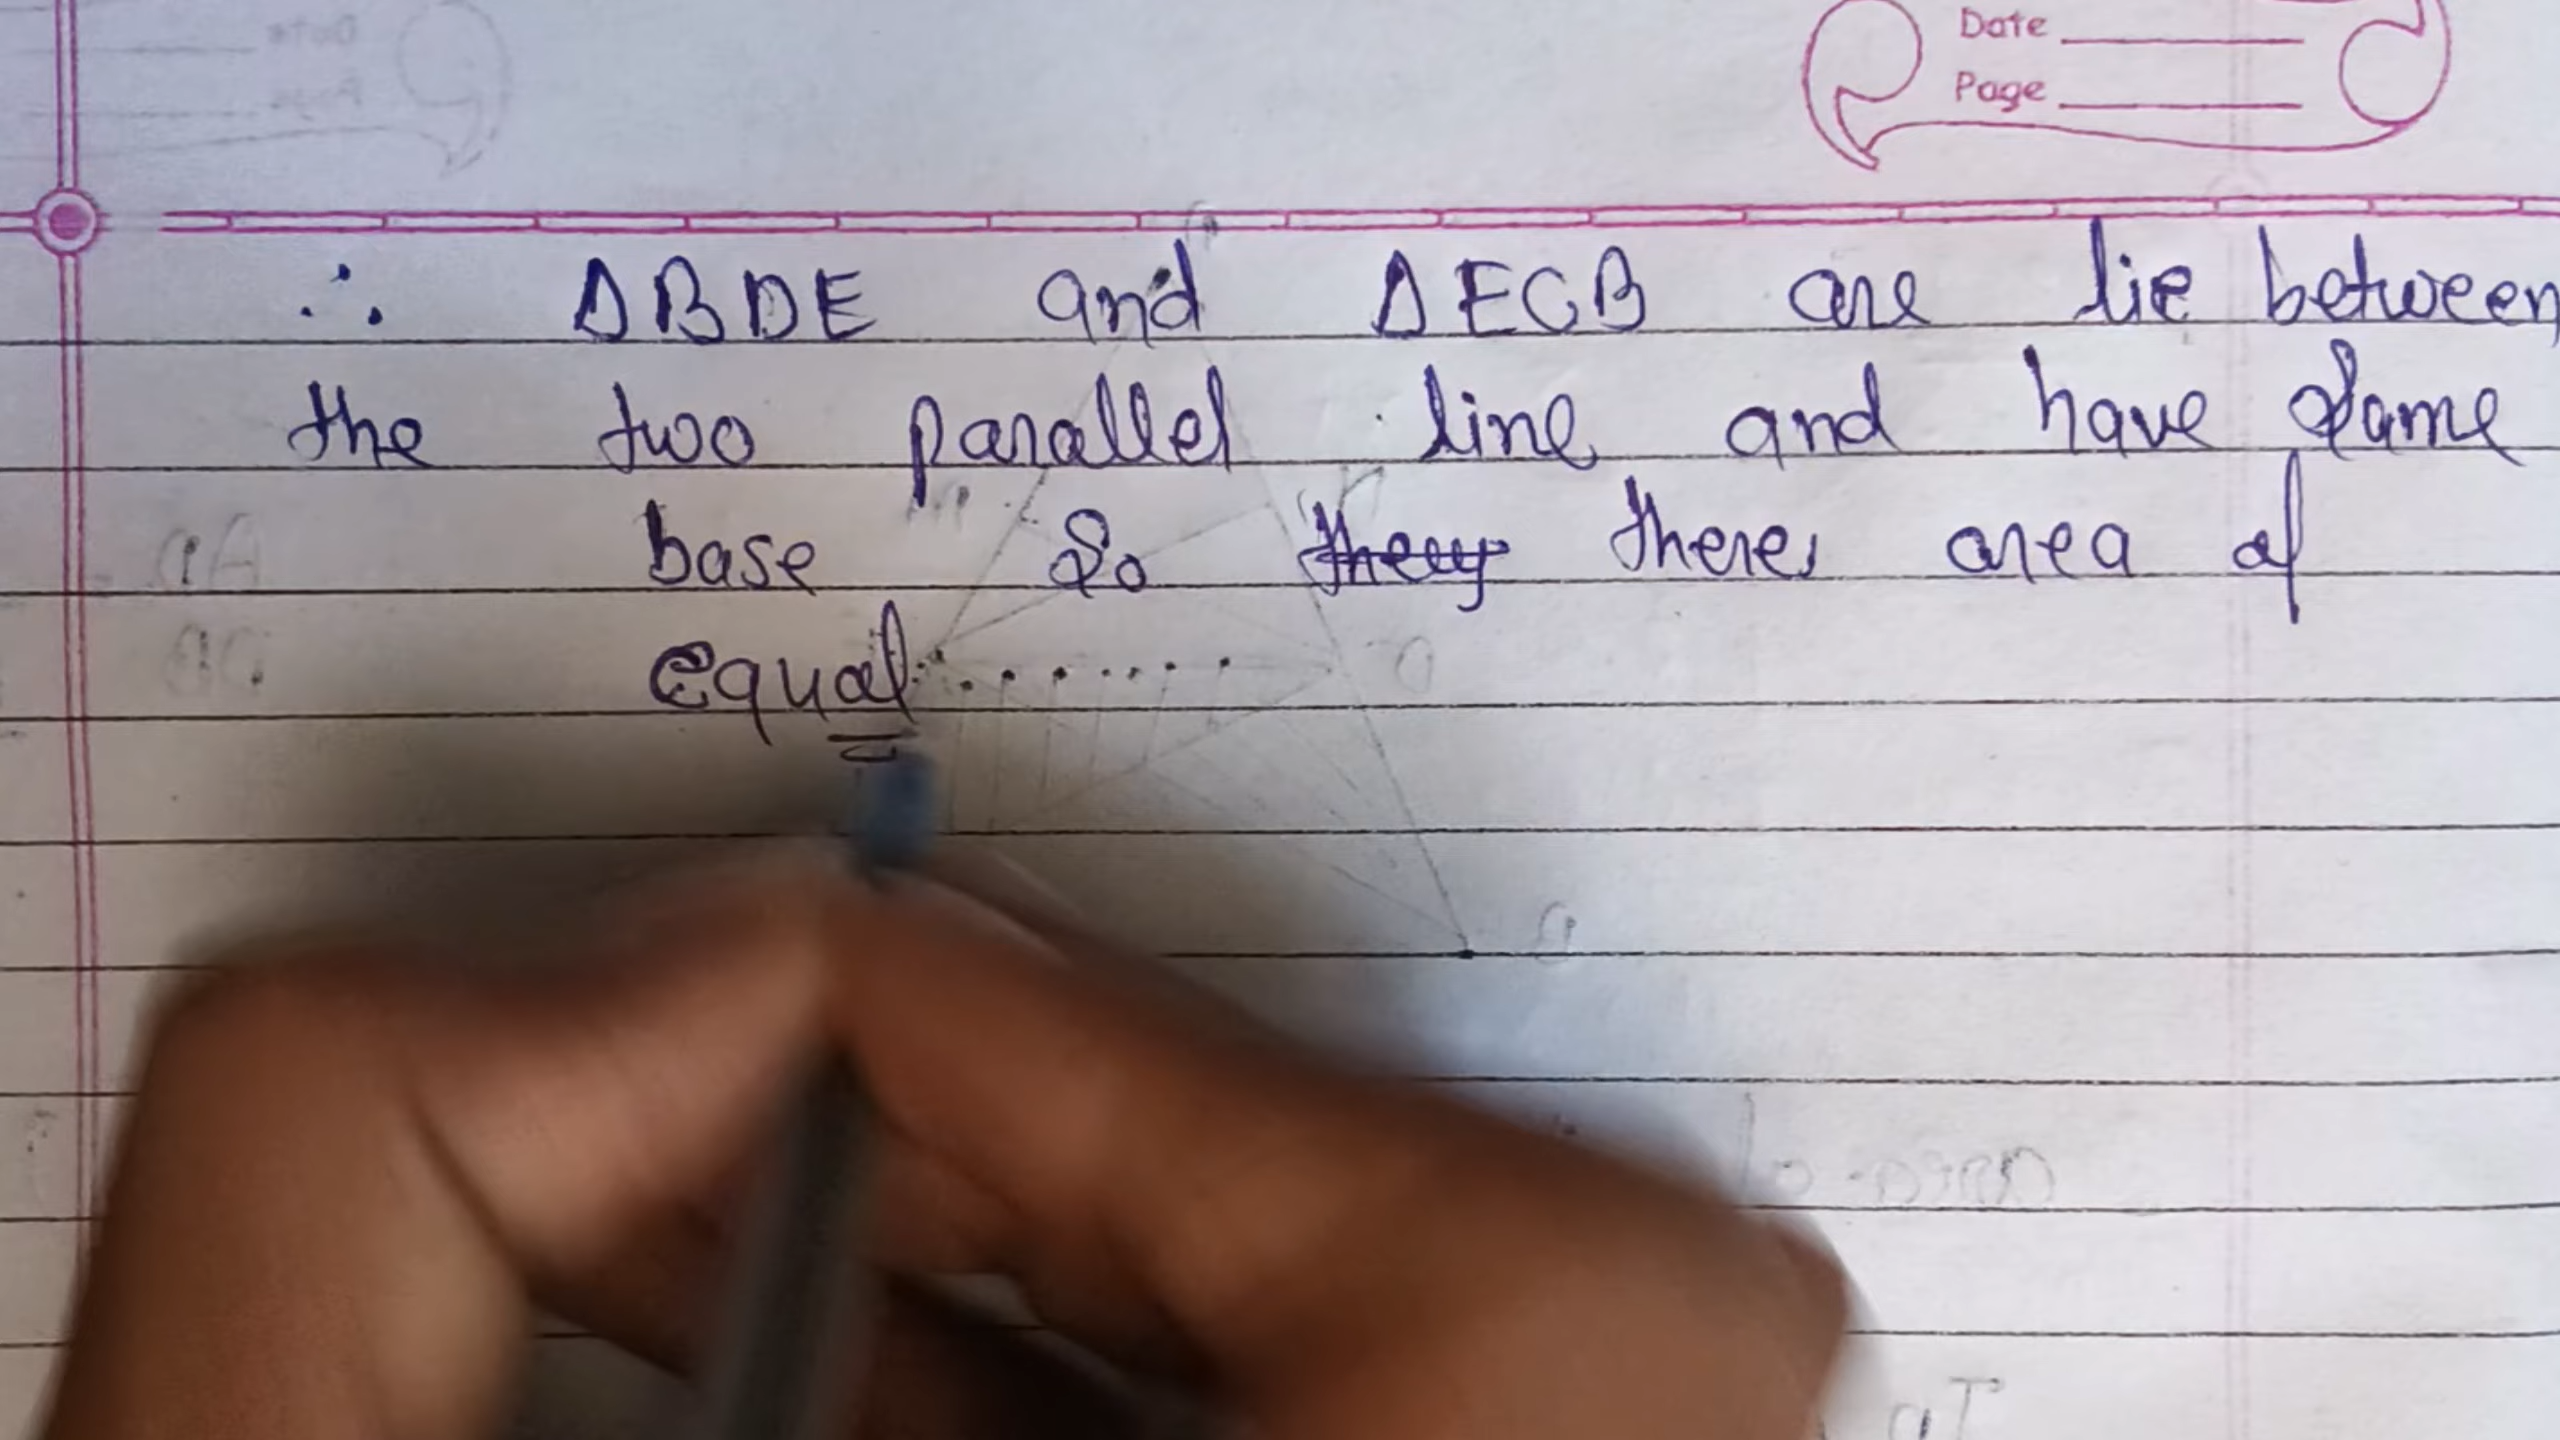 Date
Page
∴ ΔBDE and ΔECB are lie between
the two parallel line and have same
base so they there area of
equal